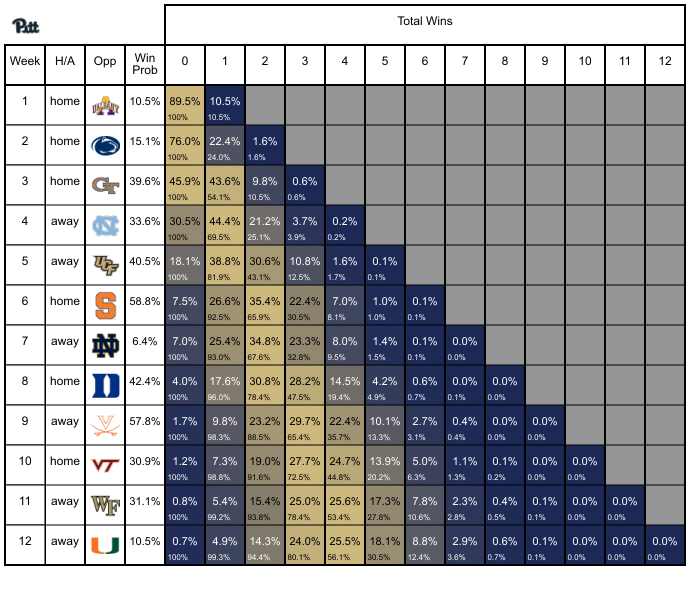 Pitt
Total Wins
Week H/A Opp Win Prob 0 1 2 3 4 5 6 7 8 9 10 11 12
1 home ALBANY 10.5% 89.5% 10.5%
100% 10.5%
2 home 15.1% 76.0% 22.4% 1.6%
100% 24.0% 1.6%
3 home GT 39.6% 45.9% 43.6% 9.8% 0.6%
100% 54.1% 10.5% 0.6%
4 away NC 33.6% 30.5% 44.4% 21.2% 3.7% 0.2%
100% 69.5% 25.1% 3.9% 0.2%
5 away UCF 40.5% 18.1% 38.8% 30.6% 10.8% 1.6% 0.1%
100% 81.9% 43.1% 12.5% 1.7% 0.1%
6 home S 58.8% 7.5% 26.6% 35.4% 22.4% 7.0% 1.0% 0.1%
100% 92.5% 65.9% 30.5% 8.1% 1.0% 0.1%
7 away ND 6.4% 7.0% 25.4% 34.8% 23.3% 8.0% 1.4% 0.1% 0.0%
100% 93.0% 67.6% 32.8% 9.5% 1.5% 0.1% 0.0%
8 home D 42.4% 4.0% 17.6% 30.8% 28.2% 14.5% 4.2% 0.6% 0.0% 0.0%
100% 96.0% 78.4% 47.5% 19.4% 4.9% 0.7% 0.1% 0.0%
9 away V 57.8% 1.7% 9.8% 23.2% 29.7% 22.4% 10.1% 2.7% 0.4% 0.0% 0.0%
100% 98.3% 88.5% 65.4% 35.7% 13.3% 3.1% 0.4% 0.0% 0.0%
10 home VT 30.9% 1.2% 7.3% 19.0% 27.7% 24.7% 13.9% 5.0% 1.1% 0.1% 0.0% 0.0%
100% 98.8% 91.6% 72.5% 44.8% 20.2% 6.3% 1.3% 0.2% 0.0% 0.0%
11 away WF 31.1% 0.8% 5.4% 15.4% 25.0% 25.6% 17.3% 7.8% 2.3% 0.4% 0.1% 0.0% 0.0%
100% 99.2% 93.8% 78.4% 53.4% 27.8% 10.6% 2.8% 0.5% 0.1% 0.0% 0.0%
12 away U 10.5% 0.7% 4.9% 14.3% 24.0% 25.5% 18.1% 8.8% 2.9% 0.6% 0.1% 0.0% 0.0% 0.0%
100% 99.3% 94.4% 80.1% 56.1% 30.5% 12.4% 3.6% 0.7% 0.1% 0.0% 0.0% 0.0%